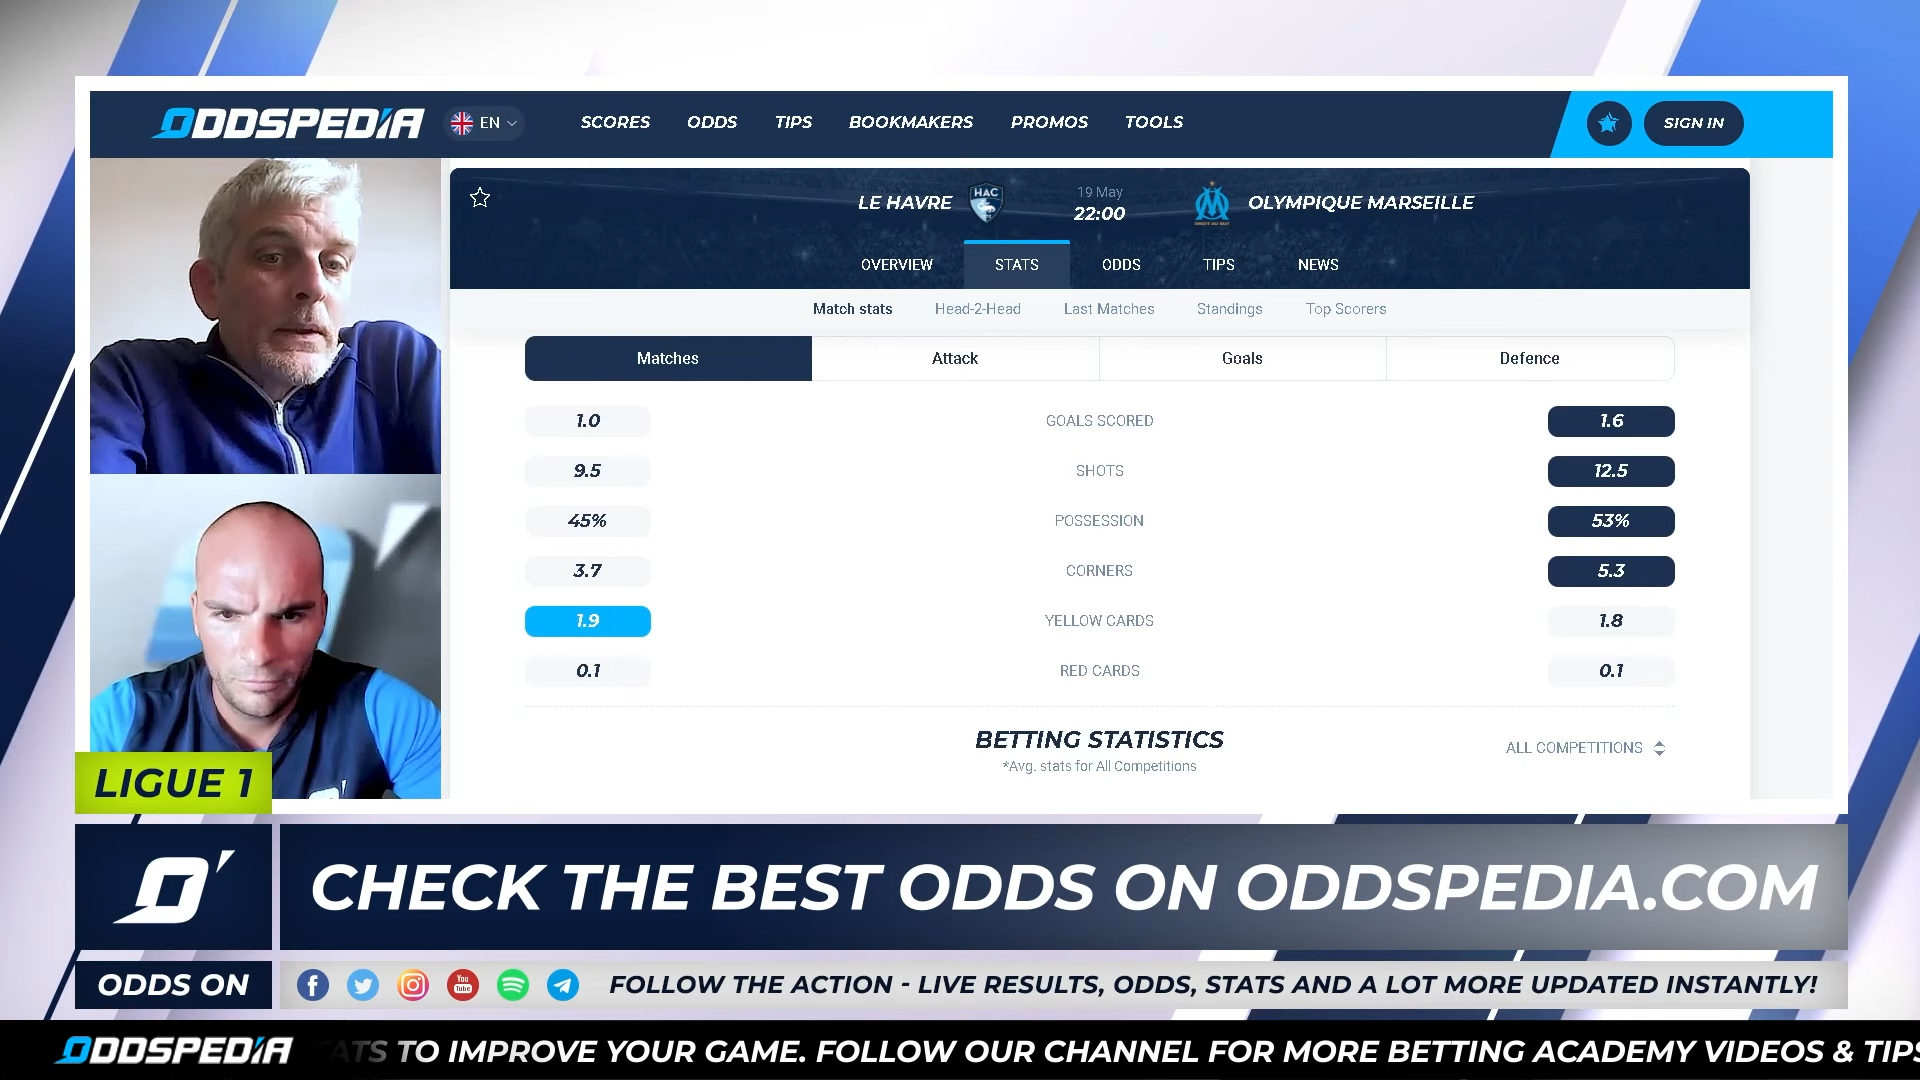 ODDSPEDIA
EN
SCORES ODDS TIPS BOOKMAKERS PROMOS TOOLS
SIGN IN
LE HAVRE
HAC
19 May
22:00
OLYMPIQUE MARSEILLE
OVERVIEW STATS ODDS TIPS NEWS
Match stats Head-2-Head Last Matches Standings Top Scorers
Matches Attack Goals Defence
1.0 GOALS SCORED 1.6
9.5 SHOTS 12.5
45% POSSESSION 53%
3.7 CORNERS 5.3
1.9 YELLOW CARDS 1.8
0.1 RED CARDS 0.1
BETTING STATISTICS
*Avg. stats for All Competitions
ALL COMPETITIONS
LIGUE 1
CHECK THE BEST ODDS ON ODDSPEDIA.COM
ODDS ON
You
Tube
FOLLOW THE ACTION - LIVE RESULTS, ODDS, STATS AND A LOT MORE UPDATED INSTANTLY!
ODDSPEDIA
TATS TO IMPROVE YOUR GAME. FOLLOW OUR CHANNEL FOR MORE BETTING ACADEMY VIDEOS & TIPS